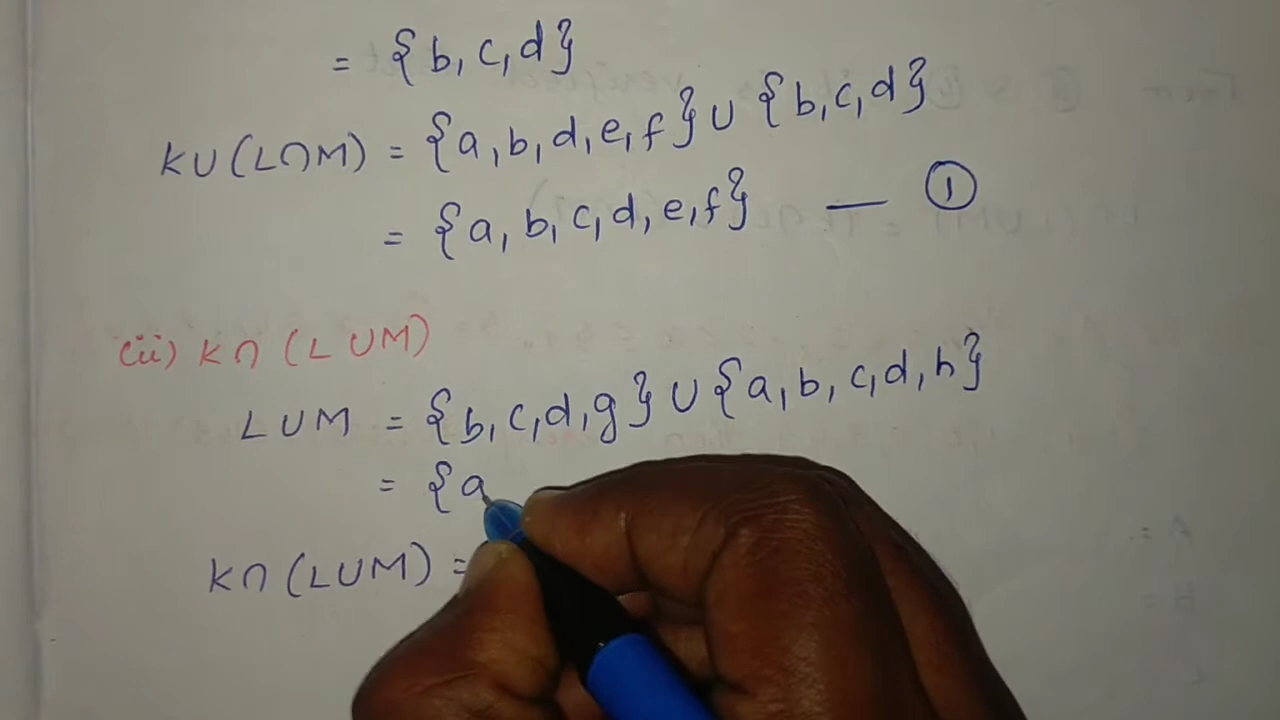 = {b, c, d}
K∪(L∩M) = {a, b, d, e, f} ∪ {b, c, d}
= {a, b, c, d, e, f} — ①
(ii) K∩(L∪M)
L∪M = {b, c, d, g} ∪ {a, b, c, d, h}
= {a
K∩(L∪M) =